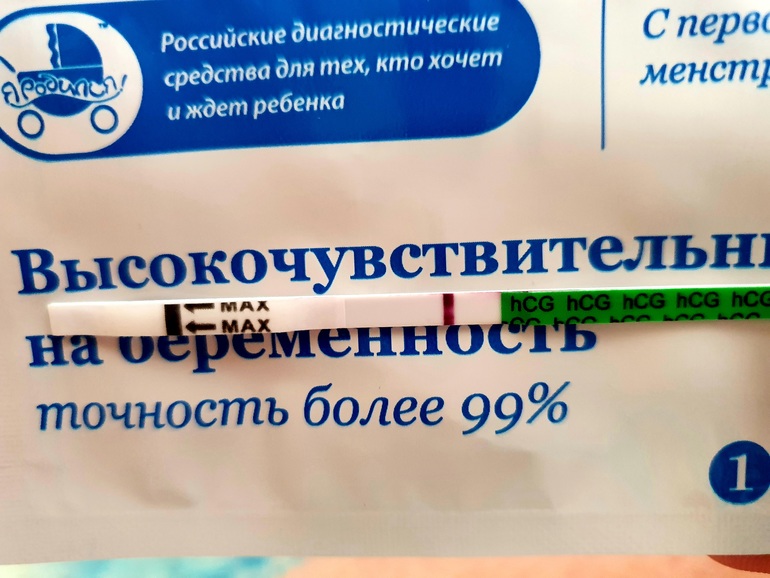 Я РОДИЛСЯ!
Российские диагностические
средства для тех, кто хочет
и ждет ребенка
С перво
менстр
Высокочувствительн
MAX
MAX
hCG hCG hCG hCG hCG
на беременность
точность более 99%
1